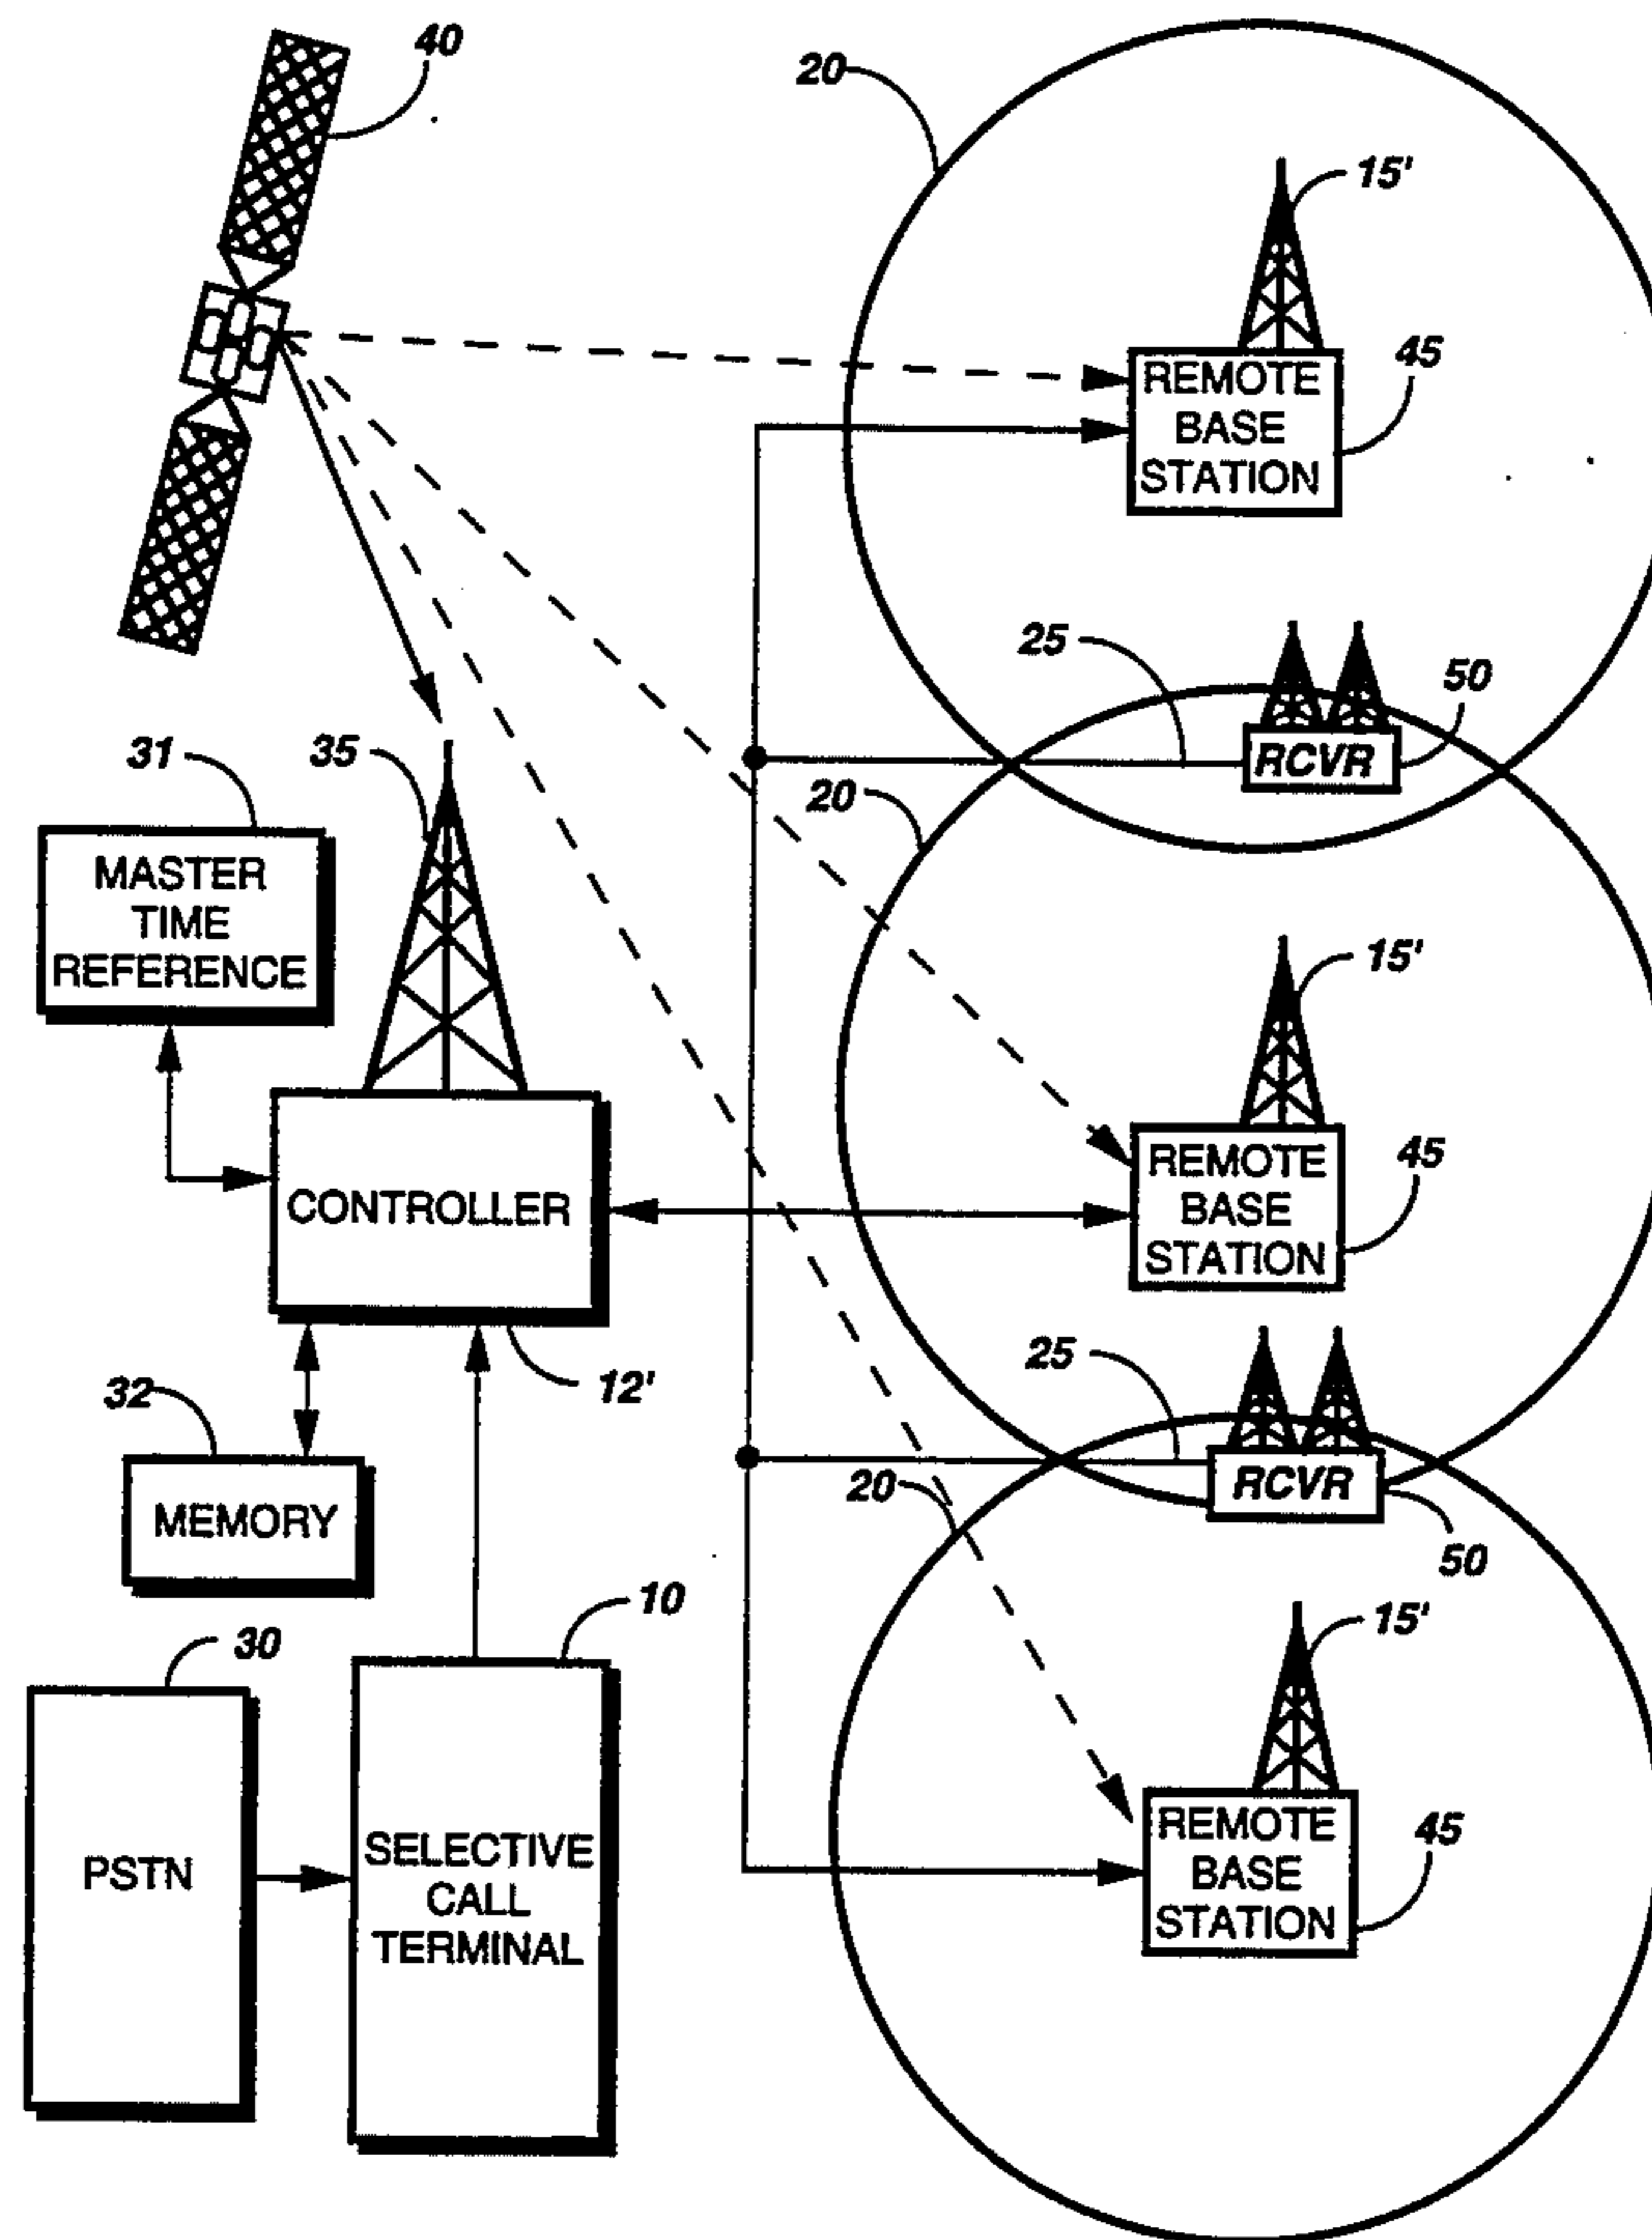 40
20
15'
REMOTE
BASE
STATION
45
25
50
RCVR
31
35
MASTER
TIME
REFERENCE
20
15'
REMOTE
BASE
STATION
45
CONTROLLER
12'
32
MEMORY
25
RCVR
50
20
30
10
15'
PSTN
SELECTIVE
CALL
TERMINAL
REMOTE
BASE
STATION
45